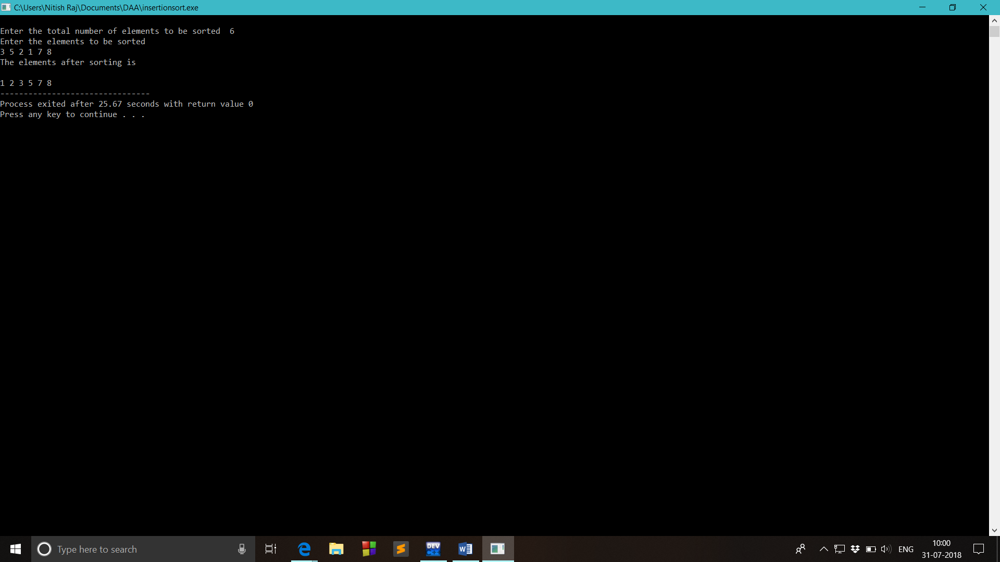 C:\Users\Nitish Raj\Documents\DAA\insertionsort.exe
Enter the total number of elements to be sorted  6
Enter the elements to be sorted
3 5 2 1 7 8
The elements after sorting is
1 2 3 5 7 8
--------------------------------
Process exited after 25.67 seconds with return value 0
Press any key to continue . . .
Type here to search
DEV
C++
W
ENG
10:00
31-07-2018